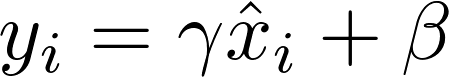 yᵢ = γx̂ᵢ + β